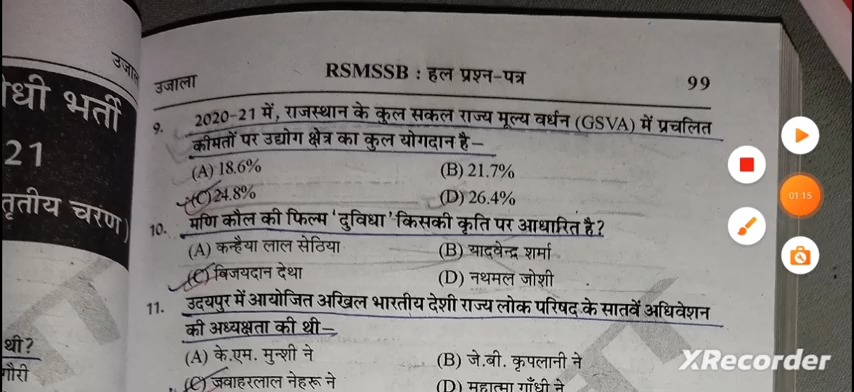 उजाला
RSMSSB : हल प्रश्न-पत्र
99
धी भर्ती
21
तृतीय चरण)
थी?
गौरी
9. 2020-21 में, राजस्थान के कुल सकल राज्य मूल्य वर्धन (GSVA) में प्रचलित
कीमतों पर उद्योग क्षेत्र का कुल योगदान है–
(A) 18.6%
(B) 21.7%
(C) 24.8%
(D) 26.4%
10. मणि कौल की फिल्म 'दुविधा' किसकी कृति पर आधारित है?
(A) कन्हैया लाल सेठिया
(B) यादवेन्द्र शर्मा
(C) विजयदान देथा
(D) नथमल जोशी
11. उदयपुर में आयोजित अखिल भारतीय देशी राज्य लोक परिषद के सातवें अधिवेशन
की अध्यक्षता की थी–
(A) के.एम. मुन्शी ने
(B) जे.बी. कृपलानी ने
(C) जवाहरलाल नेहरू ने
(D) महात्मा गाँधी ने
01:15
XRecorder